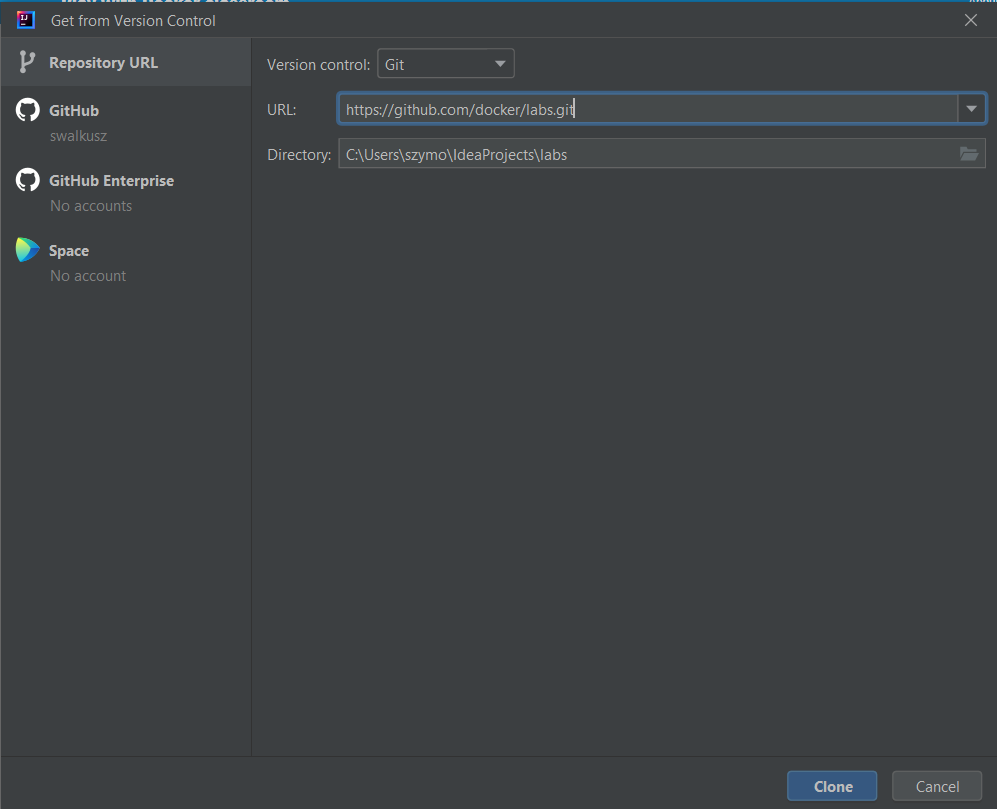 Get from Version Control
Repository URL
GitHub
swalkusz
GitHub Enterprise
No accounts
Space
No account
Version control: Git
URL: https://github.com/docker/labs.git
Directory: C:\Users\szymo\IdeaProjects\labs
Clone
Cancel